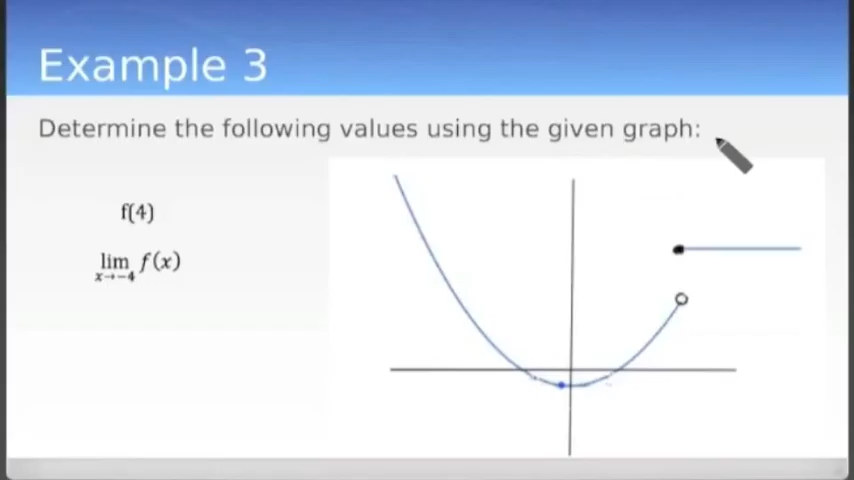 Example 3
Determine the following values using the given graph:
f(4)
lim f(x)
x→−4